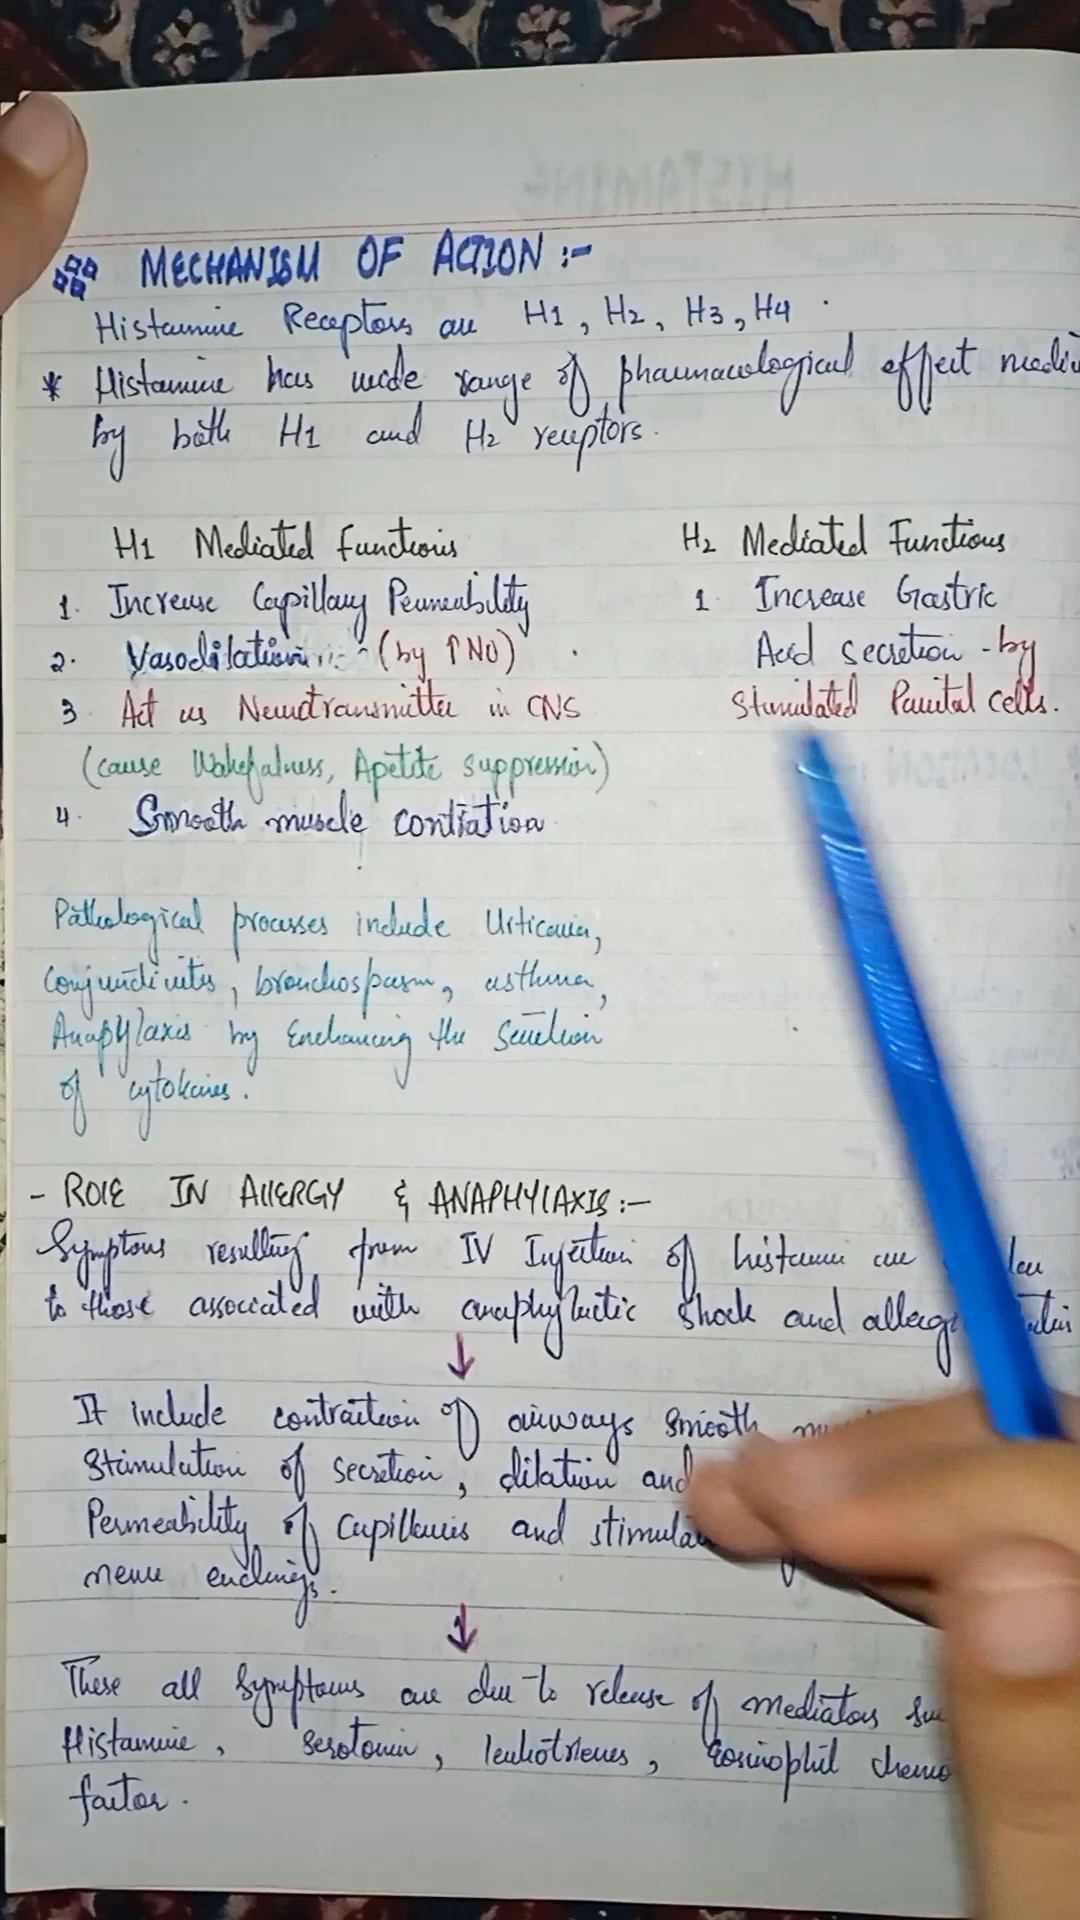 MECHANISM OF ACTION :-
Histamine Receptors are H1, H2, H3, H4
* Histamine has wide range of pharmacological effect
by both H1 and H2 receptors.
H1 Mediated Functions
1. Increase Capillary Permeability
2. Vasodilation (by ↑NO)
3. Act as Neurotransmitter in CNS
(cause Wakefulness, Apetite suppression)
4. Smooth muscle contration
H2 Mediated Functions
1. Increase Gastric
Acid secretion - by
Stimulated Parietal cells.
Pathological processes include Urticaria,
Conjunctivites, bronchospasm, asthma,
Anaphylaxis by Enchancing the Secretion
of cytokines.
- ROLE IN AllERGY & ANAPHYlAXIS :-
Symptoms resulting from IV Injection of histamine are
to those associated with anaphylactic Shock and
↓
It include contraction of airways smooth
Stimulation of secretion, dilation and
Permeability of Capillaries and
nerve endings.
↓
These all Symptoms are due to release of mediators
Histamine, Serotonin, leukotrienes, Eosinophil
factor.